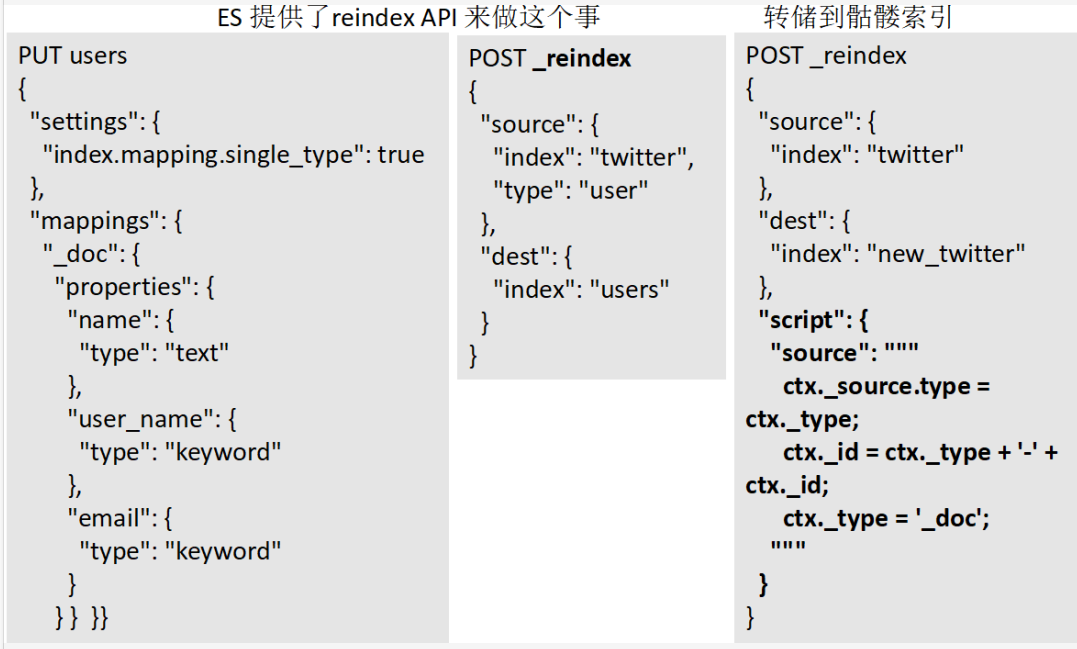 ES 提供了reindex API 来做这个事
PUT users
{
"settings": {
"index.mapping.single_type": true
},
"mappings": {
"_doc": {
"properties": {
"name": {
"type": "text"
},
"user_name": {
"type": "keyword"
},
"email": {
"type": "keyword"
}
} }  }}
POST _reindex
{
"source": {
"index": "twitter",
"type": "user"
},
"dest": {
"index": "users"
}
}
转储到骷髅索引
POST _reindex
{
"source": {
"index": "twitter"
},
"dest": {
"index": "new_twitter"
},
"script": {
"source": """
ctx._source.type =
ctx._type;
ctx._id = ctx._type + '-' +
ctx._id;
ctx._type = '_doc';
"""
}
}